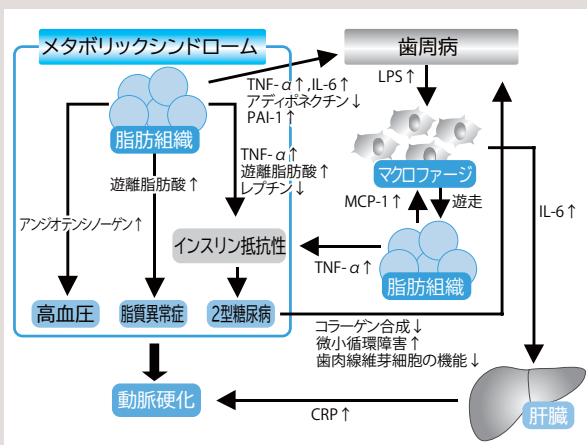 メタボリックシンドローム
歯周病
脂肪組織
TNF-α↑,IL-6↑
アディポネクチン↓
PAI-1↑
LPS↑
マクロファージ
TNF-α↑
遊離脂肪酸↑
レプチン↓
遊離脂肪酸↑
アンジオテンシノーゲン↑
MCP-1↑
遊走
IL-6↑
インスリン抵抗性
TNF-α↑
脂肪組織
高血圧
脂質異常症
2型糖尿病
コラーゲン合成↓
微小循環障害↑
歯肉線維芽細胞の機能↓
動脈硬化
CRP↑
肝臓